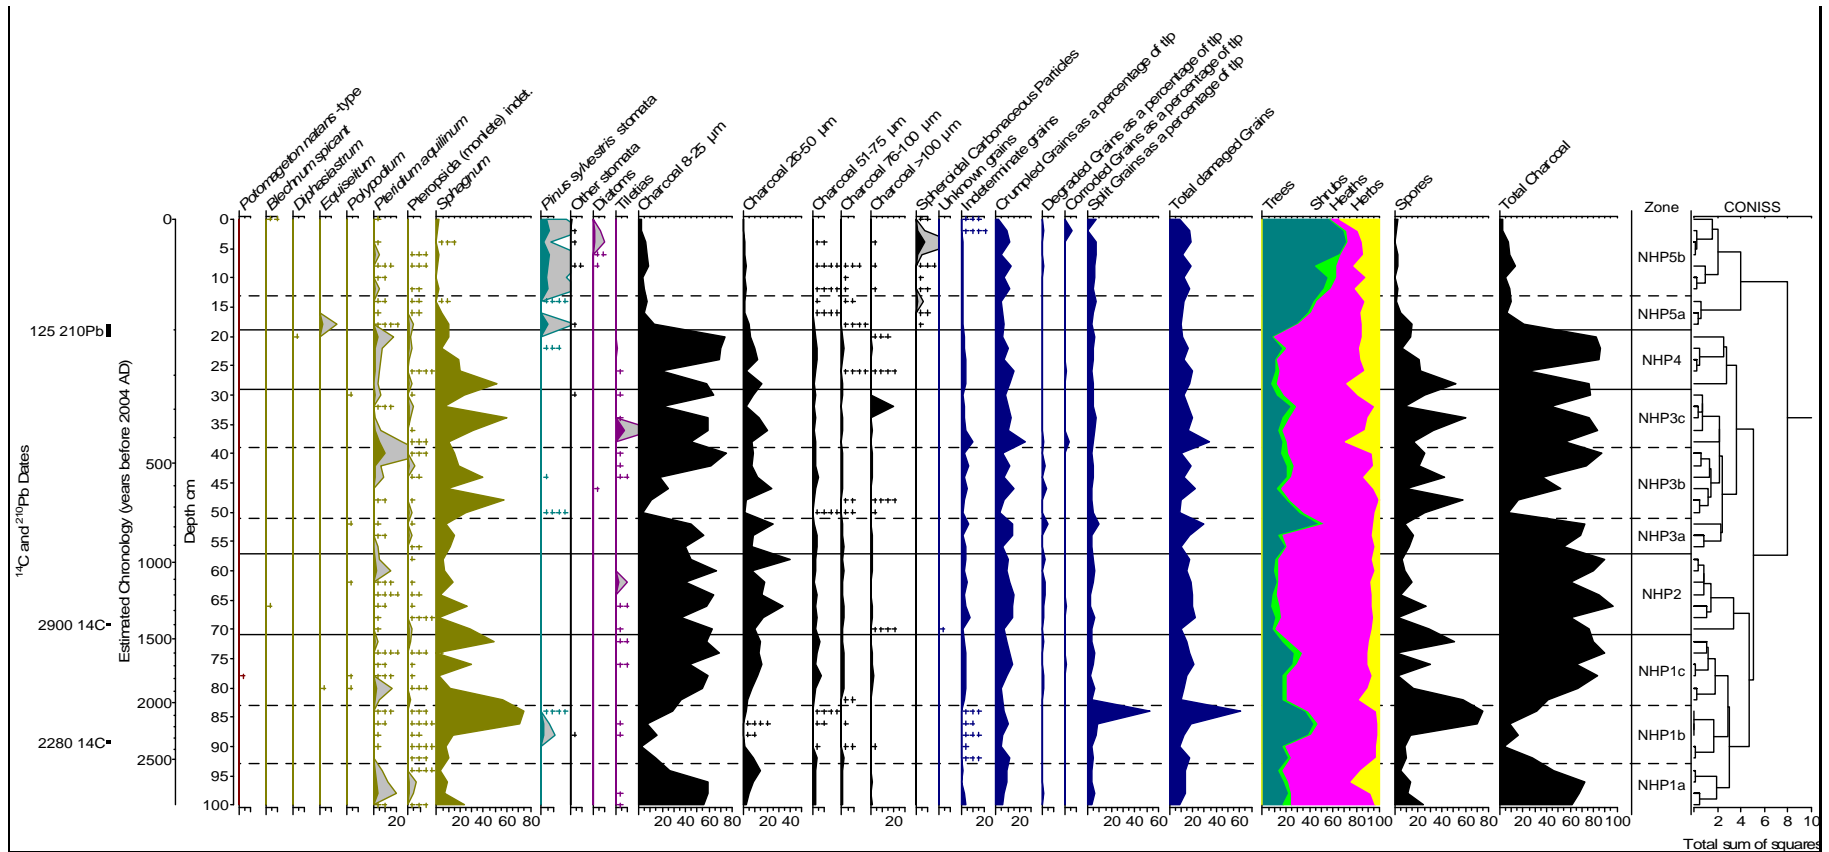 Potomageton natans-type
Blechnum spicant
Diphasiastrum
Equiseitum
Polypodium
Pteridium aquilinum
Pteropsida (monlete) indet.
Sphagnum
Pinus sylvestris stomata
Other stomata
Diatoms
Tilletias
Charcoal 8-25 µm
Charcoal 26-50 µm
Charcoal 51-75 µm
Charcoal 76-100 µm
Charcoal >100 µm
Spheroidal Carbonaceous Particles
Unknown grains
Indeterminate grains
Crumpled Grains as a percentage of tlp
Degraded Grains as a percentage of tlp
Corroded Grains as a percentage of tlp
Split Grains as a percentage of tlp
Total damaged Grains
Trees
Shrubs
Heaths
Herbs
Spores
Total Charcoal
Zone
CONISS
14C and 210Pb Dates
125 210Pb
2900 14C
2280 14C
Estimated Chronology (years before 2004 AD)
0
500
1000
1500
2000
2500
Depth cm
0
5
10
15
20
25
30
35
40
45
50
55
60
65
70
75
80
85
90
95
100
NHP5b
NHP5a
NHP4
NHP3c
NHP3b
NHP3a
NHP2
NHP1c
NHP1b
NHP1a
20
20 40 60 80
20 40 60 80
20 40
20
20 20
20 40 60 80
20 40 60
20 40 60 80 100
20 40 60 80
20 40 60 80 100
2 4 6 8 10
Total sum of squares